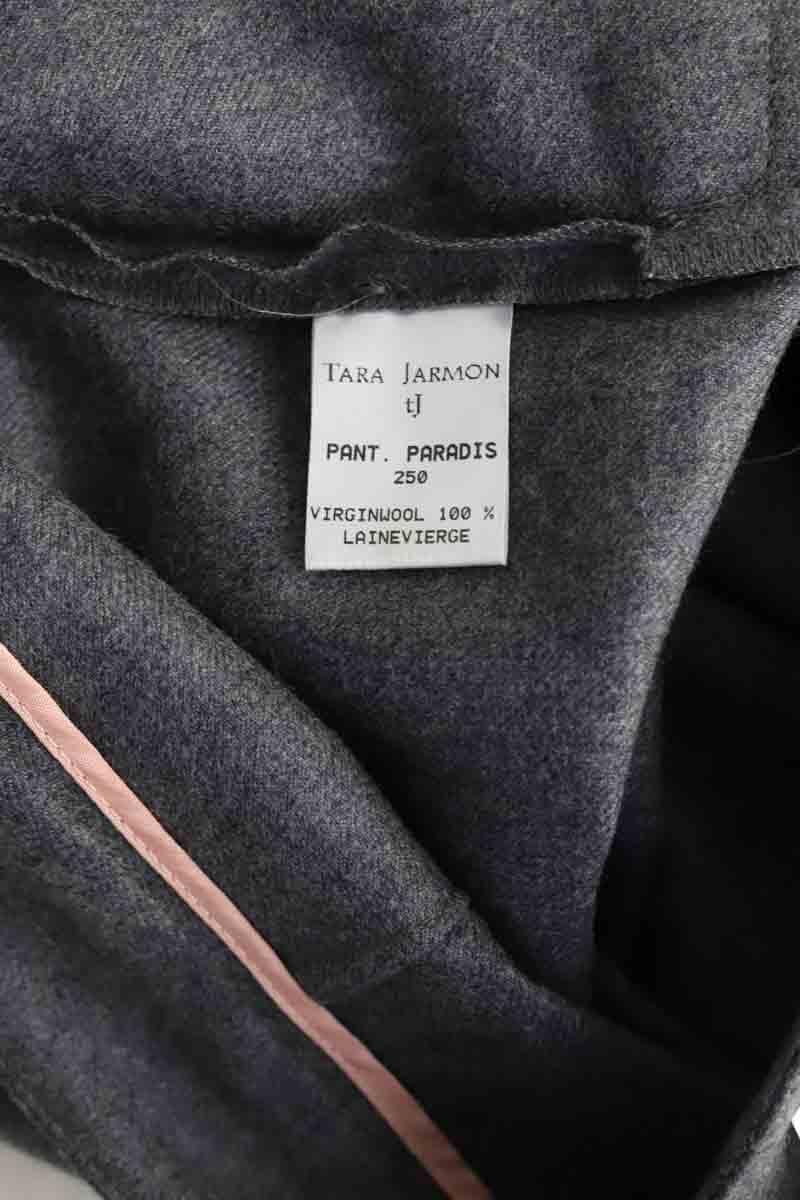 TARA JARMON
tJ
PANT. PARADIS
250
VIRGINWOOL 100 %
LAINEVIERGE